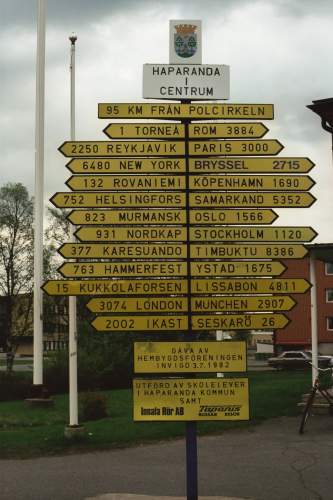 HAPARANDA
I
CENTRUM
95 KM FRÅN POLCIRKELN
1 TORNEÅ ROM 3884
2250 REYKJAVIK PARIS 3000
6480 NEW YORK BRYSSEL 2715
132 ROVANIEMI KÖPENHAMN 1690
752 HELSINGFORS SAMARKAND 5352
823 MURMANSK OSLO 1566
931 NORDKAP STOCKHOLM 1120
377 KARESUANDO TIMBUKTU 8386
763 HAMMERFEST YSTAD 1675
15 KUKKOLAFORSEN LISSABON 4811
3074 LONDON MÜNCHEN 2907
2002 IKAST SESKARÖ 26
GÅVA AV
HEMBYGDSFÖRENINGEN
INVIGD 3.7.1982
UTFÖRD AV SKOLELEVER
I HAPARANDA KOMMUN
SAMT
Insala Rör AB Tapanis